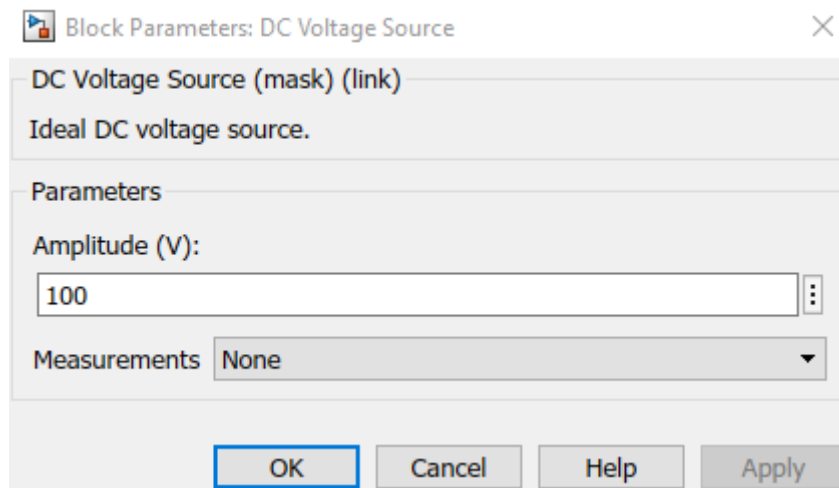 Block Parameters: DC Voltage Source
DC Voltage Source (mask) (link)
Ideal DC voltage source.
Parameters
Amplitude (V):
100
Measurements None
OK Cancel Help Apply